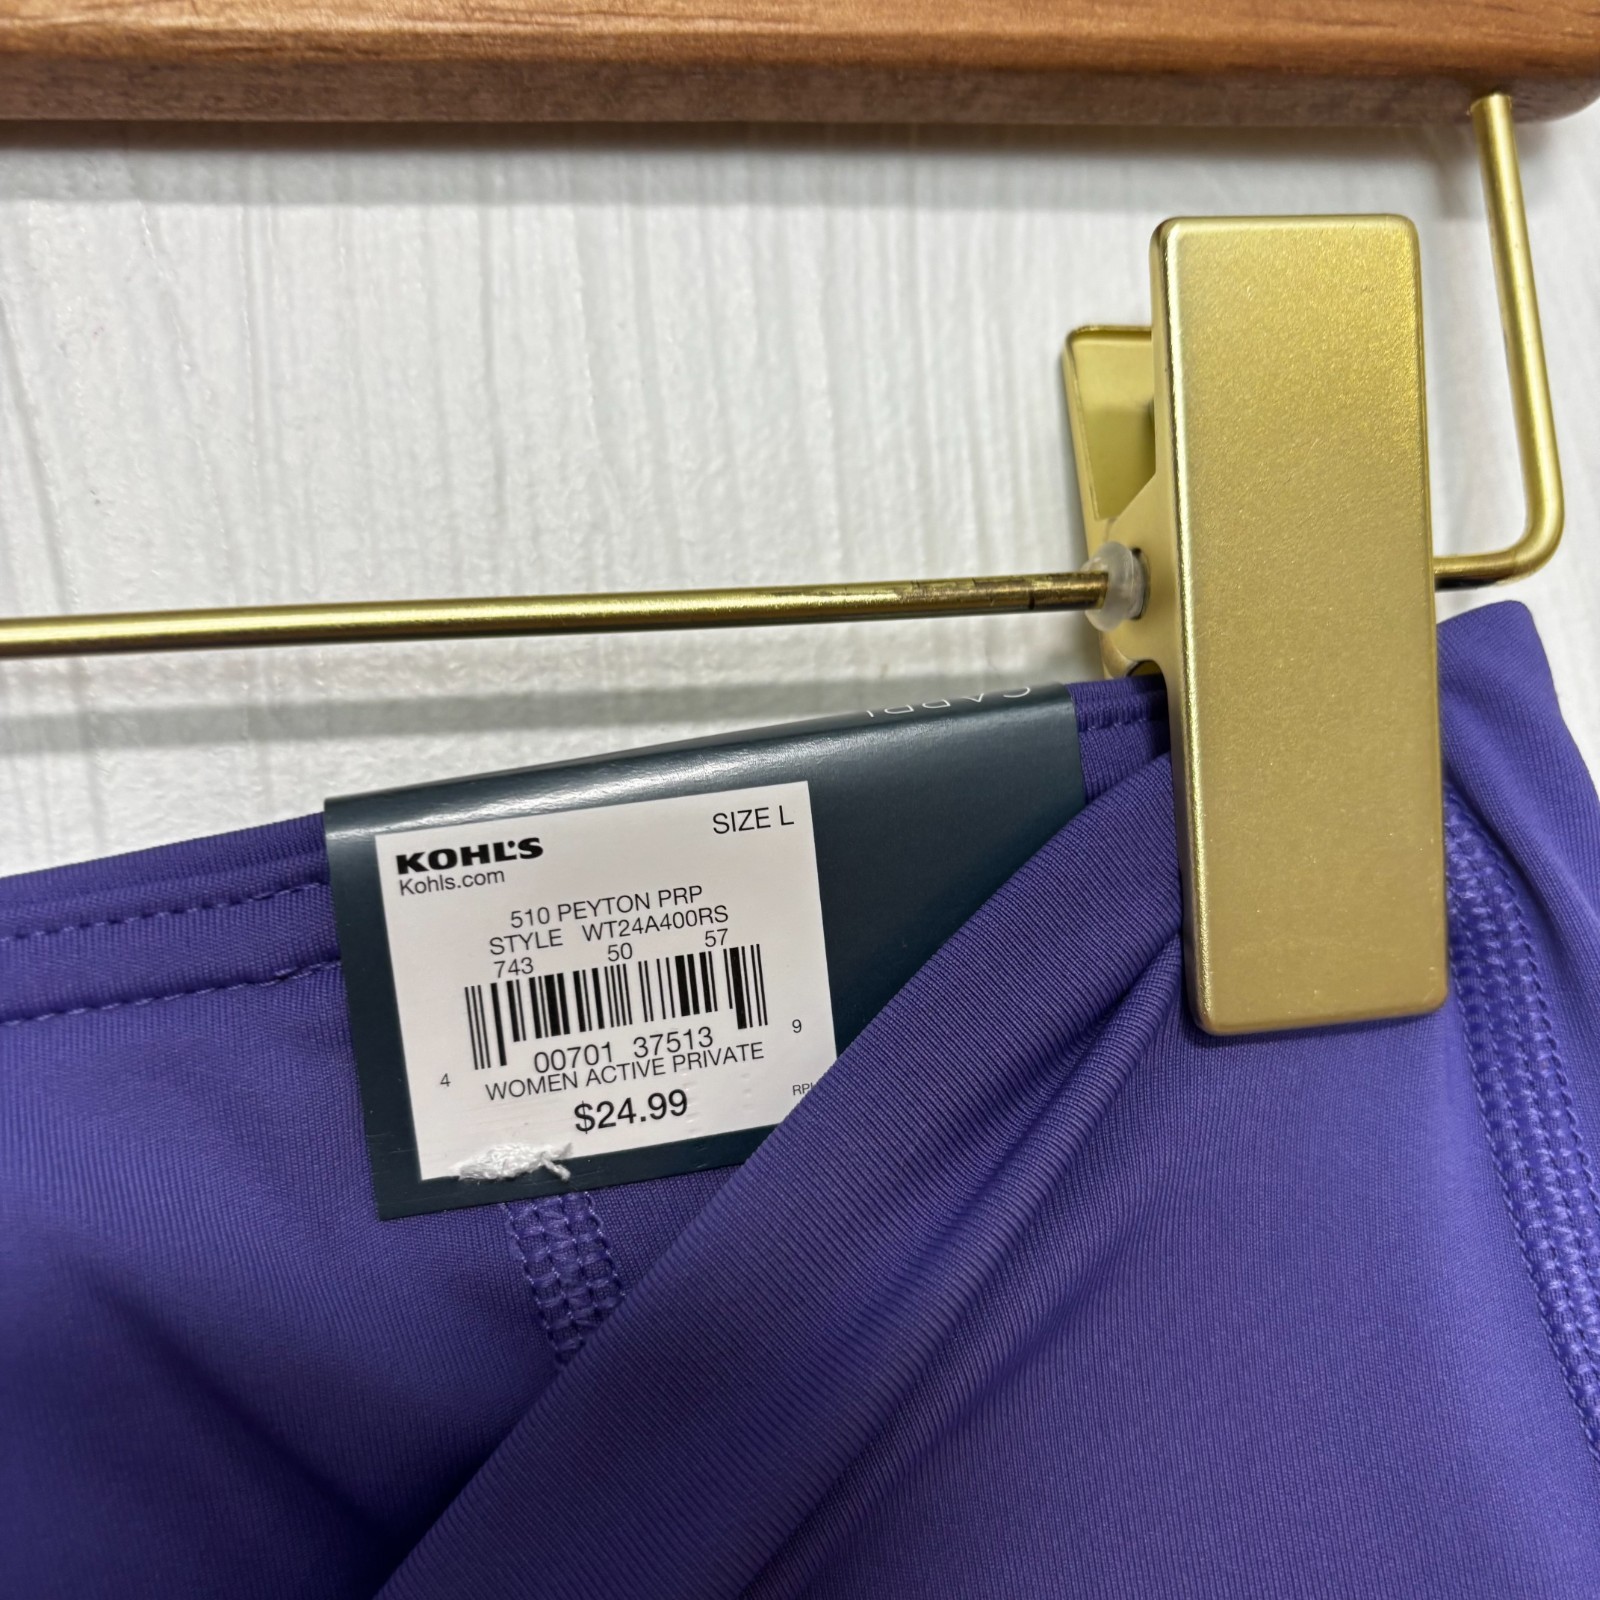 CAPRI
KOHL'S
SIZE L
Kohls.com
510 PEYTON PRP
STYLE WT24A400RS
743 50 57
4 00701 37513 9
WOMEN ACTIVE PRIVATE
$24.99